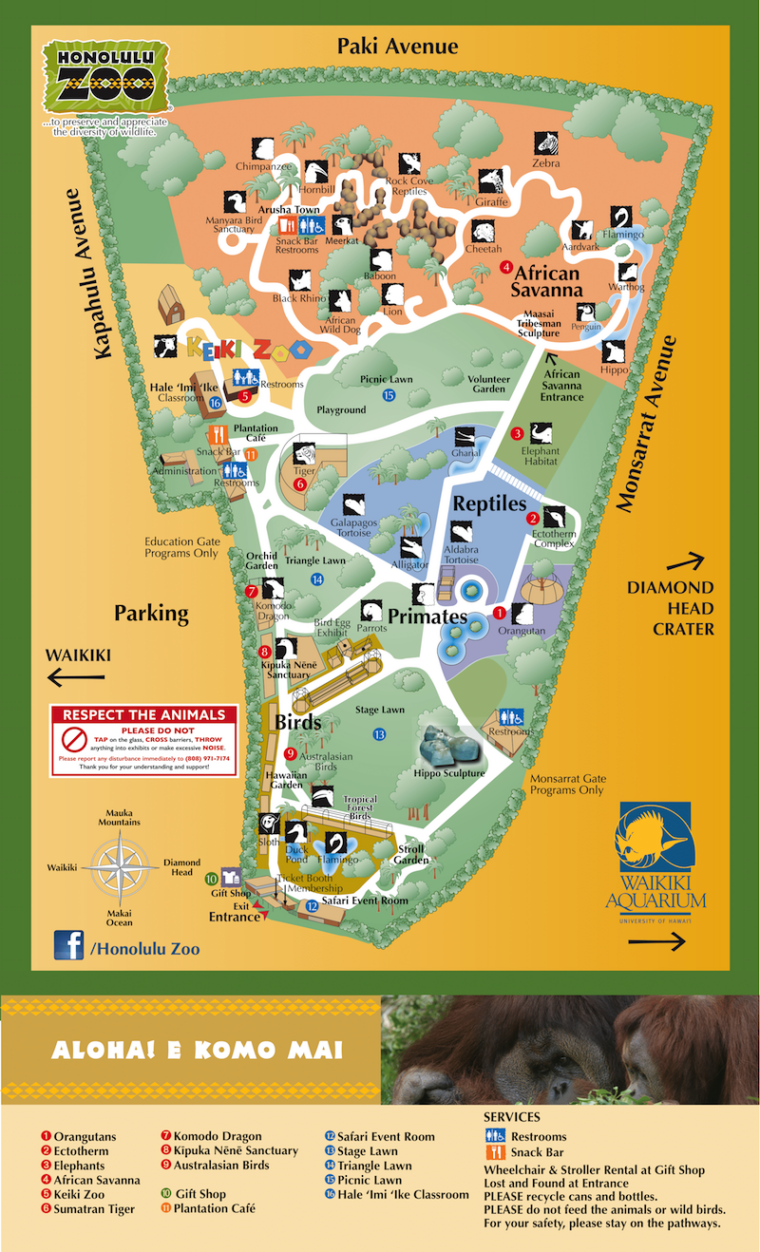 Paki Avenue
HONOLULU
ZOO
...to preserve and appreciate
the diversity of wildlife.
Kapahulu Avenue
Monsarrat Avenue
Chimpanzee
Hornbill
Rock Cove
Reptiles
Giraffe
Zebra
Manyara Bird
Sanctuary
Arusha Town
Snack Bar
Restrooms
Meerkat
Cheetah
Aardvark
Flamingo
Baboon
4
African
Savanna
Warthog
Black Rhino
African
Wild Dog
Lion
Maasai
Tribesman
Sculpture
Penguin
Hippo
KEIKI ZOO
Hale ‘Imi ‘Ike
Classroom
16
5
Restrooms
Picnic Lawn
15
Volunteer
Garden
African
Savanna
Entrance
Playground
Plantation
Café
Snack Bar
11
Administration
Restrooms
Tiger
6
Gharial
3
Elephant
Habitat
Reptiles
Galapagos
Tortoise
2
Ectotherm
Complex
Alligator
Aldabra
Tortoise
Education Gate
Programs Only
Orchid
Garden
Triangle Lawn
14
7
Komodo
Dragon
Parking
Bird Egg
Exhibit
Parrots
Primates
1
Orangutan
DIAMOND
HEAD
CRATER
WAIKIKI
8
Kipuka Nēnē
Sanctuary
RESPECT THE ANIMALS
PLEASE DO NOT
TAP on the glass, CROSS barriers, THROW
anything into exhibits or make excessive NOISE.
Please report any disturbance immediately to (808) 971-7174
Thank you for your understanding and support!
Birds
Stage Lawn
13
Restrooms
9
Australasian
Birds
Hippo Sculpture
Hawaiian
Garden
Monsarrat Gate
Programs Only
Tropical
Forest
Birds
Sloth
Duck
Pond
Flamingo
Stroll
Garden
Mauka
Mountains
Waikiki
Diamond
Head
Makai
Ocean
10
Gift Shop
Ticket Booth
Membership
Exit
Entrance
12
Safari Event Room
WAIKIKI
AQUARIUM
UNIVERSITY OF HAWAI‘I
f /Honolulu Zoo
ALOHA! E KOMO MAI
1 Orangutans
2 Ectotherm
3 Elephants
4 African Savanna
5 Keiki Zoo
6 Sumatran Tiger
7 Komodo Dragon
8 Kipuka Nēnē Sanctuary
9 Australasian Birds
10 Gift Shop
11 Plantation Café
12 Safari Event Room
13 Stage Lawn
14 Triangle Lawn
15 Picnic Lawn
16 Hale ‘Imi ‘Ike Classroom
SERVICES
Restrooms
Snack Bar
Wheelchair & Stroller Rental at Gift Shop
Lost and Found at Entrance
PLEASE recycle cans and bottles.
PLEASE do not feed the animals or wild birds.
For your safety, please stay on the pathways.